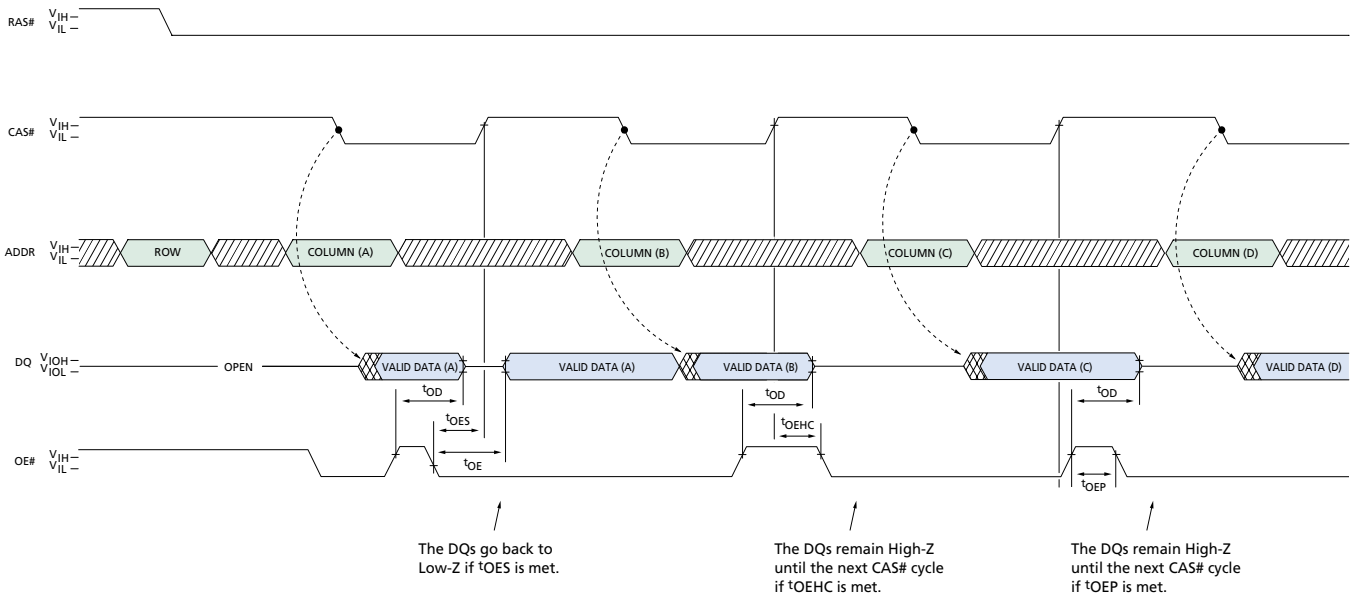 RAS#
VIH
VIL
CAS#
VIH
VIL
ADDR
VIH
VIL
ROW
COLUMN (A)
COLUMN (B)
COLUMN (C)
COLUMN (D)
DQ
VIOH
VIOL
OPEN
VALID DATA (A)
VALID DATA (A)
VALID DATA (B)
VALID DATA (C)
VALID DATA (D)
tOD
tOD
tOD
tOES
tOEHC
tOE
OE#
VIH
VIL
tOEP
The DQs go back to
Low-Z if tOES is met.
The DQs remain High-Z
until the next CAS# cycle
if tOEHC is met.
The DQs remain High-Z
until the next CAS# cycle
if tOEP is met.